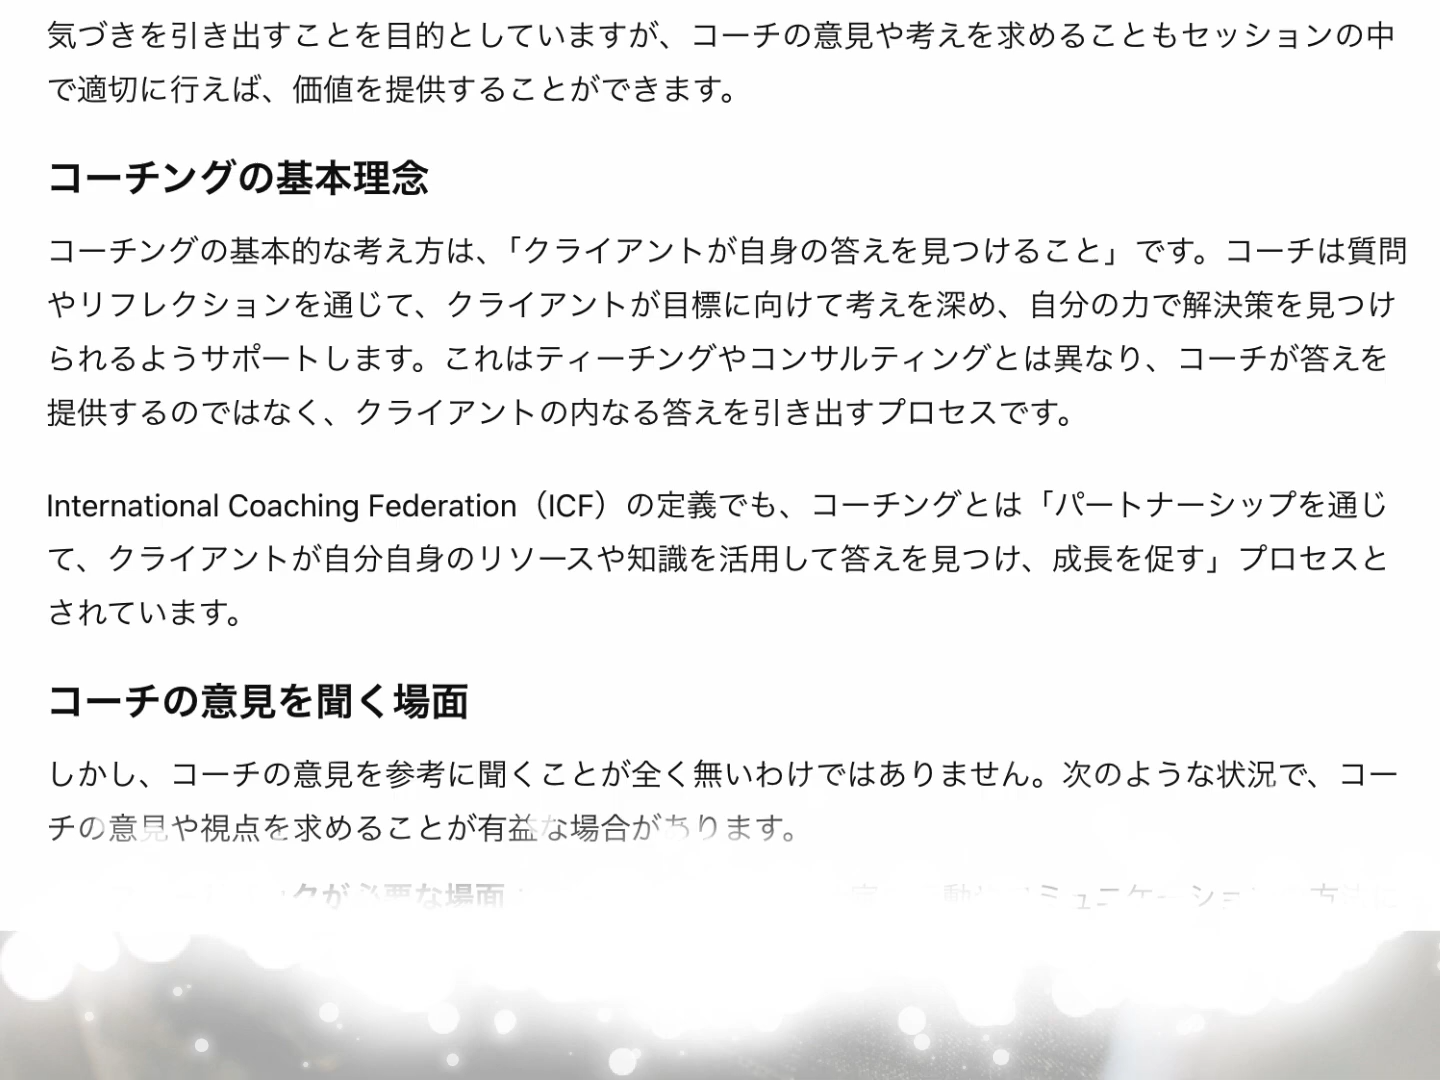 気づきを引き出すことを目的としていますが、コーチの意見や考えを求めることもセッションの中
で適切に行えば、価値を提供することができます。
コーチングの基本理念
コーチングの基本的な考え方は、「クライアントが自身の答えを見つけること」です。コーチは質問
やリフレクションを通じて、クライアントが目標に向けて考えを深め、自分の力で解決策を見つけ
られるようサポートします。これはティーチングやコンサルティングとは異なり、コーチが答えを
提供するのではなく、クライアントの内なる答えを引き出すプロセスです。
International Coaching Federation（ICF）の定義でも、コーチングとは「パートナーシップを通じ
て、クライアントが自分自身のリソースや知識を活用して答えを見つけ、成長を促す」プロセスと
されています。
コーチの意見を聞く場面
しかし、コーチの意見を参考に聞くことが全く無いわけではありません。次のような状況で、コー
チの意見や視点を求めることが有益な場合があります。
クが必要な場面